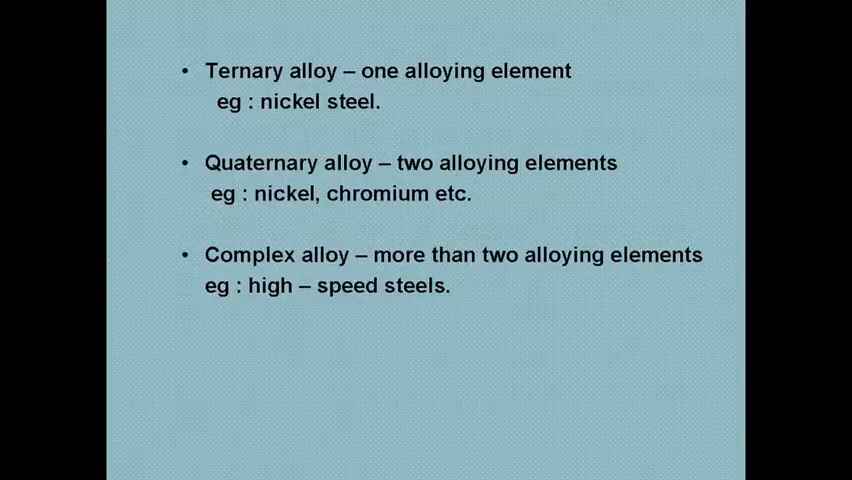 • Ternary alloy – one alloying element
eg : nickel steel.
• Quaternary alloy – two alloying elements
eg : nickel, chromium etc.
• Complex alloy – more than two alloying elements
eg : high – speed steels.